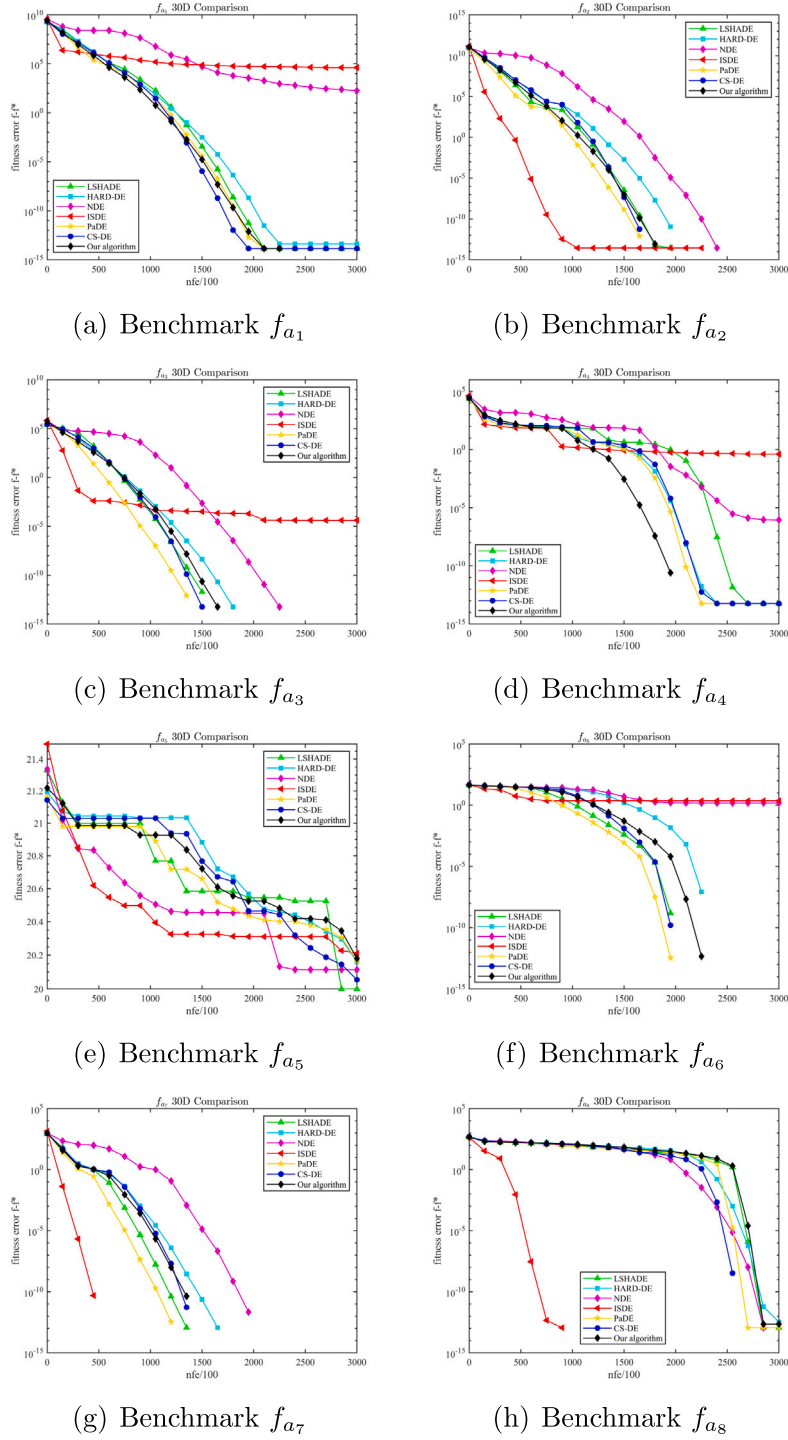 f_{a_1} 30D Comparison
10^{10}
10^{5}
10^{0}
10^{-5}
10^{-10}
10^{-15}
fitness error f-f*
LSHADE
HARD-DE
NDE
ISDE
PaDE
CS-DE
Our algorithm
0 500 1000 1500 2000 2500 3000
nfe/100
(a) Benchmark f_{a_1}
f_{a_2} 30D Comparison
10^{15}
10^{10}
10^{5}
10^{0}
10^{-5}
10^{-10}
10^{-15}
fitness error f-f*
LSHADE
HARD-DE
NDE
ISDE
PaDE
CS-DE
Our algorithm
0 500 1000 1500 2000 2500 3000
nfe/100
(b) Benchmark f_{a_2}
f_{a_3} 30D Comparison
10^{10}
10^{5}
10^{0}
10^{-5}
10^{-10}
10^{-15}
fitness error f-f*
LSHADE
HARD-DE
NDE
ISDE
PaDE
CS-DE
Our algorithm
0 500 1000 1500 2000 2500 3000
nfe/100
(c) Benchmark f_{a_3}
f_{a_4} 30D Comparison
10^{5}
10^{0}
10^{-5}
10^{-10}
10^{-15}
fitness error f-f*
LSHADE
HARD-DE
NDE
ISDE
PaDE
CS-DE
Our algorithm
0 500 1000 1500 2000 2500 3000
nfe/100
(d) Benchmark f_{a_4}
f_{a_5} 30D Comparison
21.4
21.2
21
20.8
20.6
20.4
20.2
20
fitness error f-f*
LSHADE
HARD-DE
NDE
ISDE
PaDE
CS-DE
Our algorithm
0 500 1000 1500 2000 2500 3000
nfe/100
(e) Benchmark f_{a_5}
f_{a_6} 30D Comparison
10^{5}
10^{0}
10^{-5}
10^{-10}
10^{-15}
fitness error f-f*
LSHADE
HARD-DE
NDE
ISDE
PaDE
CS-DE
Our algorithm
0 500 1000 1500 2000 2500 3000
nfe/100
(f) Benchmark f_{a_6}
f_{a_7} 30D Comparison
10^{5}
10^{0}
10^{-5}
10^{-10}
10^{-15}
fitness error f-f*
LSHADE
HARD-DE
NDE
ISDE
PaDE
CS-DE
Our algorithm
0 500 1000 1500 2000 2500 3000
nfe/100
(g) Benchmark f_{a_7}
f_{a_8} 30D Comparison
10^{5}
10^{0}
10^{-5}
10^{-10}
10^{-15}
fitness error f-f*
LSHADE
HARD-DE
NDE
ISDE
PaDE
CS-DE
Our algorithm
0 500 1000 1500 2000 2500 3000
nfe/100
(h) Benchmark f_{a_8}